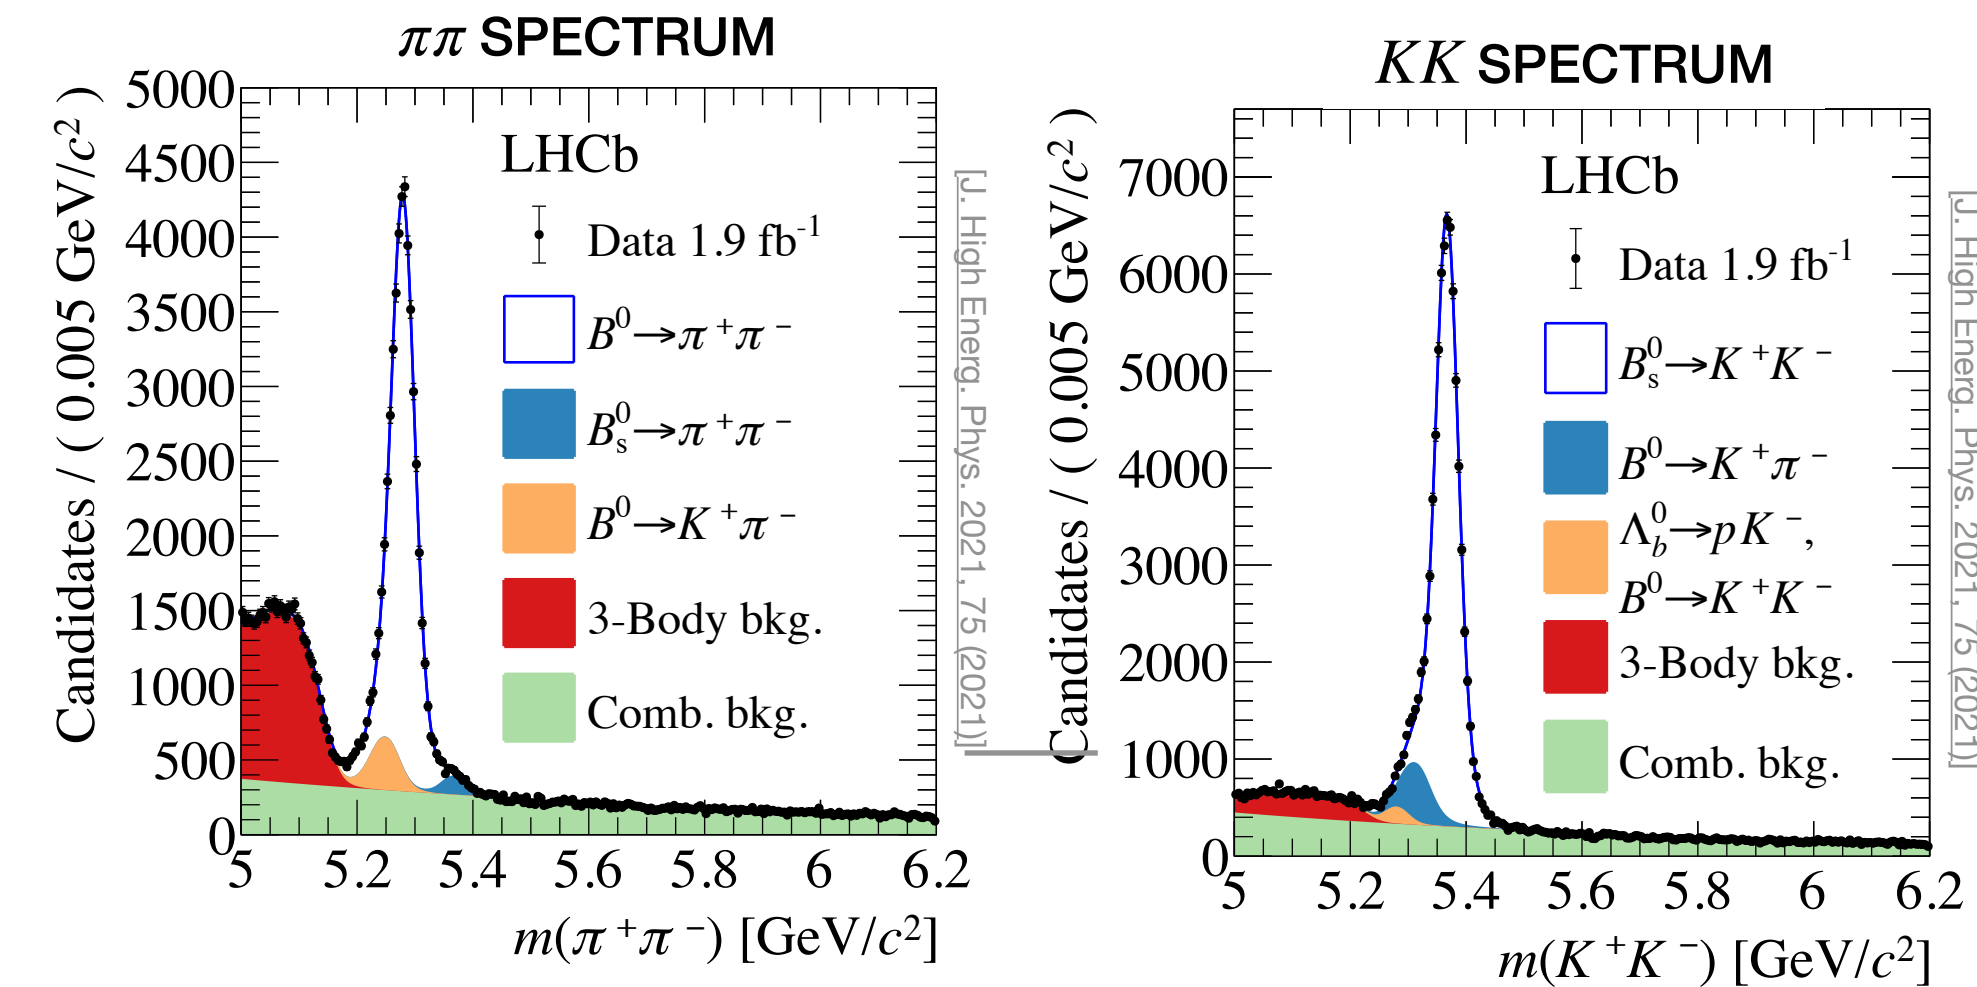 ππ SPECTRUM
Candidates / ( 0.005 GeV/c² )
5000
4500
4000
3500
3000
2500
2000
1500
1000
500
0
5 5.2 5.4 5.6 5.8 6 6.2
m(π⁺π⁻) [GeV/c²]
LHCb
Data 1.9 fb⁻¹
B⁰→π⁺π⁻
B⁰ₛ→π⁺π⁻
B⁰→K⁺π⁻
3-Body bkg.
Comb. bkg.
[J. High Energ. Phys. 2021, 75 (2021)]
KK SPECTRUM
Candidates / ( 0.005 GeV/c² )
7000
6000
5000
4000
3000
2000
1000
0
5 5.2 5.4 5.6 5.8 6 6.2
m(K⁺K⁻) [GeV/c²]
LHCb
Data 1.9 fb⁻¹
B⁰ₛ→K⁺K⁻
B⁰→K⁺π⁻
Λ⁰_b→pK⁻,
B⁰→K⁺K⁻
3-Body bkg.
Comb. bkg.
[J. High Energ. Phys. 2021, 75 (2021)]